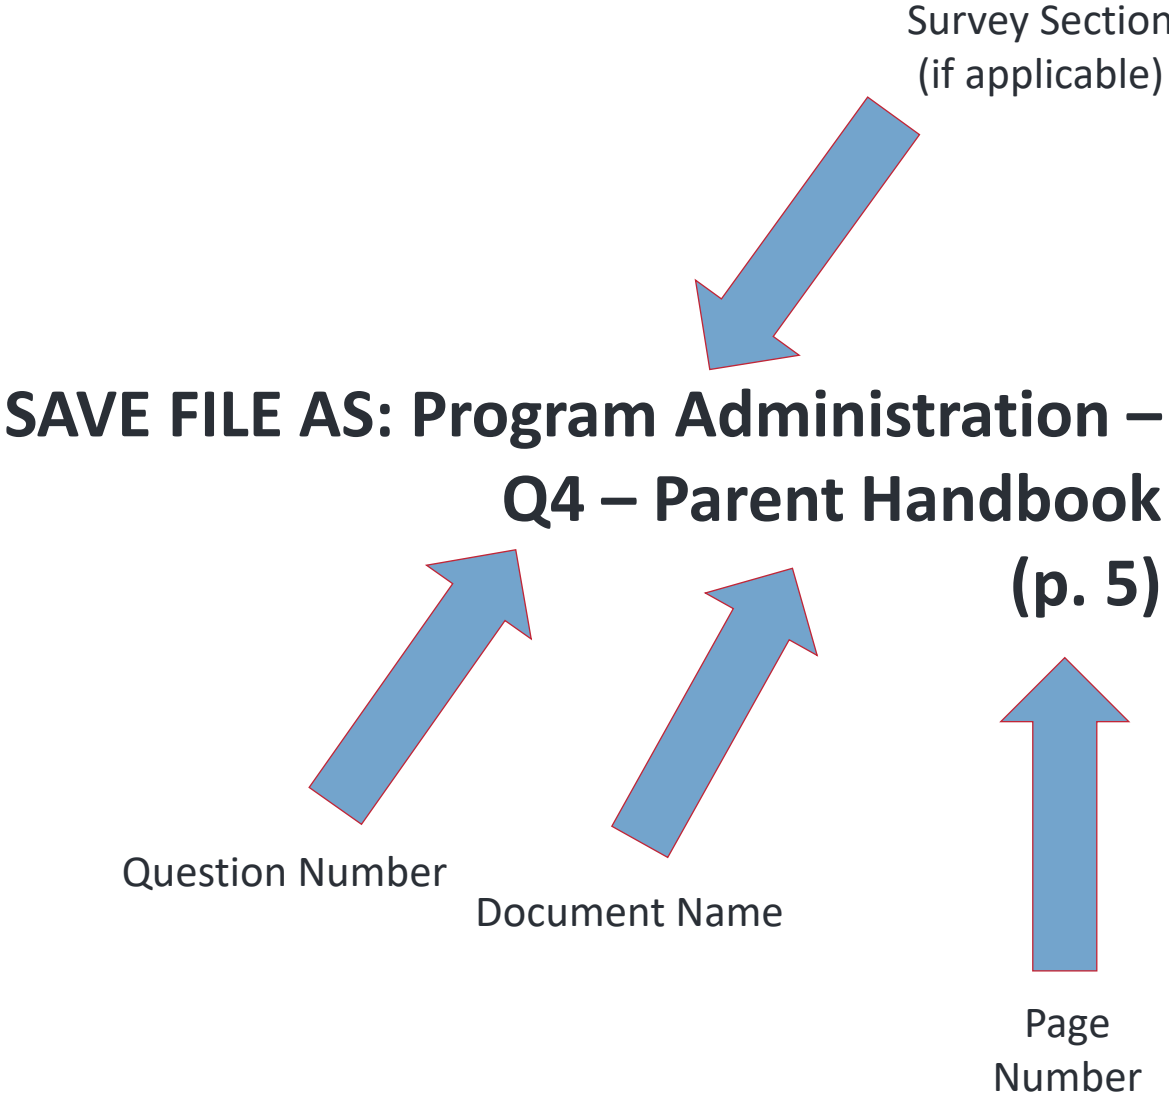 Survey Section
(if applicable)
SAVE FILE AS: Program Administration –
Q4 – Parent Handbook
(p. 5)
Question Number
Document Name
Page
Number